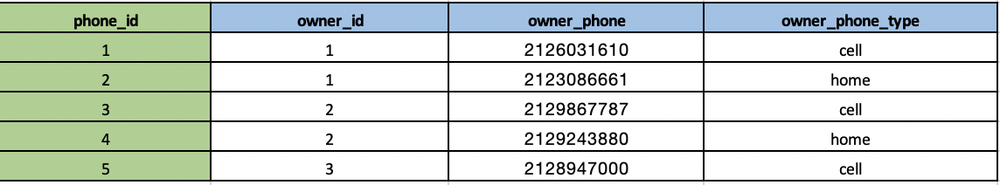 phone_id owner_id owner_phone owner_phone_type
1 1 2126031610 cell
2 1 2123086661 home
3 2 2129867787 cell
4 2 2129243880 home
5 3 2128947000 cell